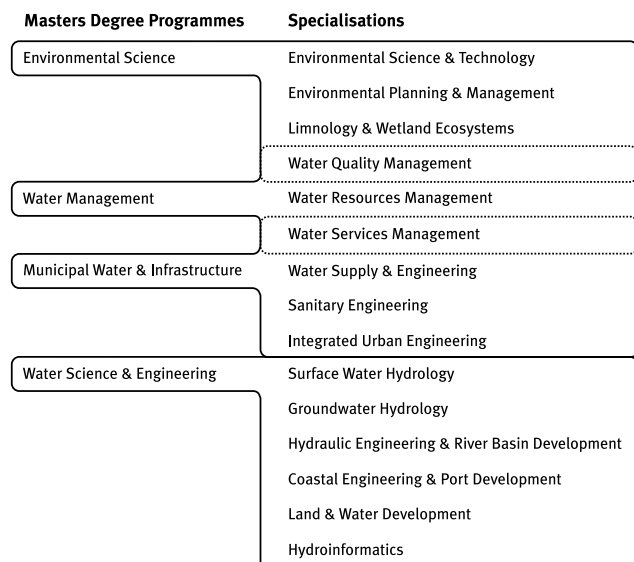 Masters Degree Programmes Specialisations
Environmental Science Environmental Science & Technology
Environmental Planning & Management
Limnology & Wetland Ecosystems
Water Quality Management
Water Management Water Resources Management
Water Services Management
Municipal Water & Infrastructure Water Supply & Engineering
Sanitary Engineering
Integrated Urban Engineering
Water Science & Engineering Surface Water Hydrology
Groundwater Hydrology
Hydraulic Engineering & River Basin Development
Coastal Engineering & Port Development
Land & Water Development
Hydroinformatics